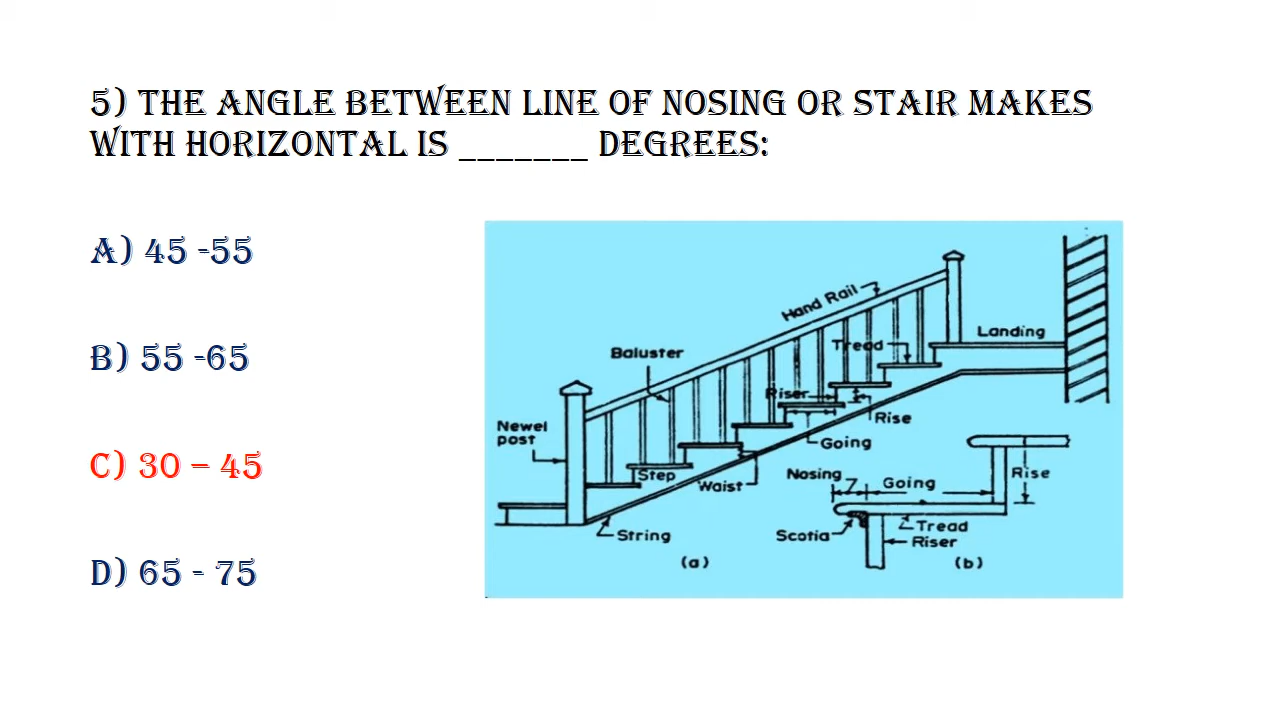 5) THE ANGLE BETWEEN LINE OF NOSING OR STAIR MAKES
WITH HORIZONTAL IS _______ DEGREES:
A) 45 -55
B) 55 -65
C) 30 – 45
D) 65 - 75
Hand Rail
Landing
Baluster
Tread
Riser
Rise
Newel
post
Going
Step
Waist
Nosing
Going
Rise
String
Scotia
Tread
Riser
(a)
(b)